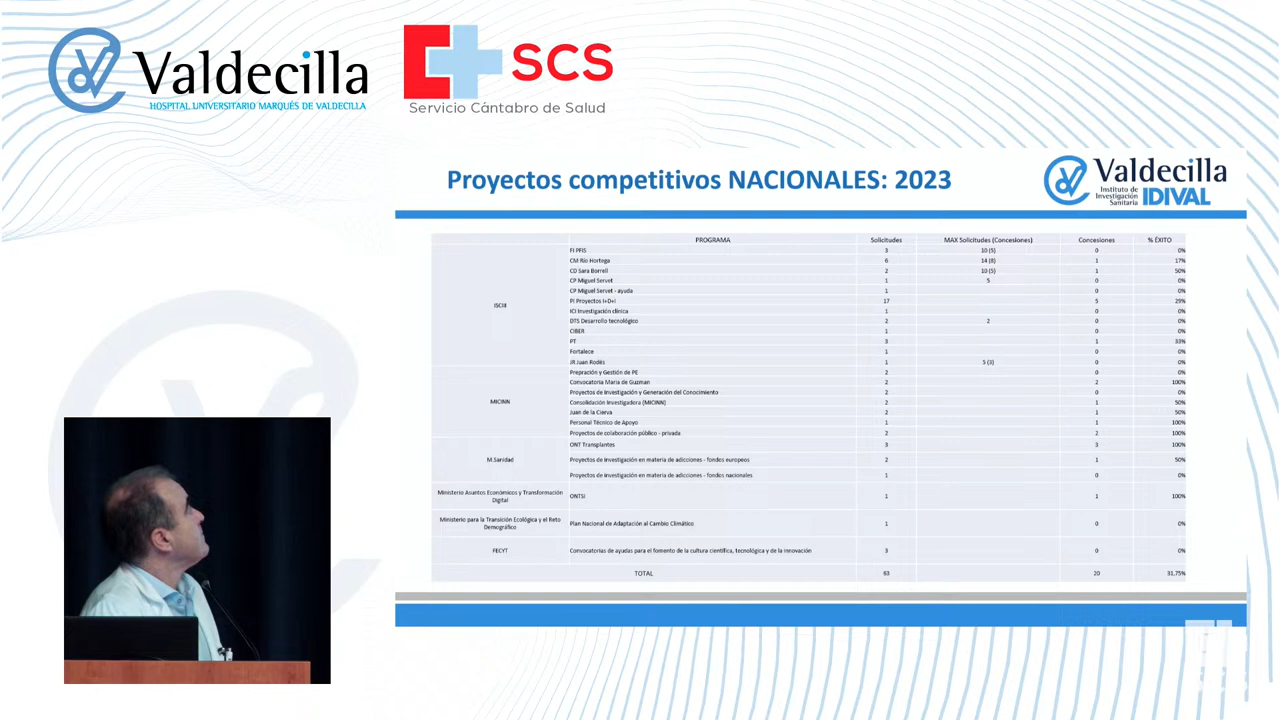 Valdecilla
HOSPITAL UNIVERSITARIO MARQUÉS DE VALDECILLA
SCS
Servicio Cántabro de Salud
Proyectos competitivos NACIONALES: 2023
Valdecilla
Instituto de
Investigación
Sanitaria
IDIVAL
PROGRAMA Solicitudes MAX Solicitudes (Concesiones) Concesiones % ÉXITO
ISCIII
FI PFIS 3 10 (5) 0 0%
CM Río Hortega 6 14 (8) 1 17%
CD Sara Borrell 2 10 (5) 1 50%
CP Miguel Servet 1 5 0 0%
CP Miguel Servet - ayuda 1 0 0%
PI Proyectos I+D+I 17 5 29%
ICI Investigación clínica 1 0 0%
DTS Desarrollo tecnológico 2 2 0 0%
CIBER 1 0 0%
PT 3 1 33%
Fortalece 1 0 0%
JR Juan Rodés 1 5 (3) 0 0%
MICINN
Prepración y Gestión de PE 2 0 0%
Convocatoria María de Guzman 2 2 100%
Proyectos de Investigación y Generación del Conocimiento 2 0 0%
Consolidación Investigadora (MICINN) 2 1 50%
Juan de la Cierva 2 1 50%
Personal Técnico de Apoyo 1 1 100%
Proyectos de colaboración público - privada 2 2 100%
M.Sanidad
ONT Transplantes 3 3 100%
Proyectos de investigación en materia de adicciones - fondos europeos 2 1 50%
Proyectos de investigación en materia de adicciones - fondos nacionales 1 0 0%
Ministerio Asuntos Económicos y Transformación
Digital
ONTSI 1 1 100%
Ministerio para la Transición Ecológica y el Reto
Demográfico
Plan Nacional de Adaptación al Cambio Climático 1 0 0%
FECYT Convocatorias de ayudas para el fomento de la cultura científica, tecnológica y de la innovación 3 0 0%
TOTAL 63 20 31.75%